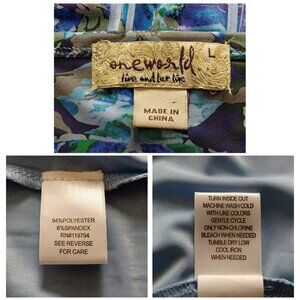 oneworld
live and let live
L
MADE IN
CHINA
94%POLYESTER
6%SPANDEX
RN#119794
SEE REVERSE
FOR CARE
TURN INSIDE OUT
MACHINE WASH COLD
WITH LIKE COLORS
GENTLE CYCLE
ONLY NON-CHLORINE
BLEACH WHEN NEEDED
TUMBLE DRY LOW
COOL IRON
WHEN NEEDED